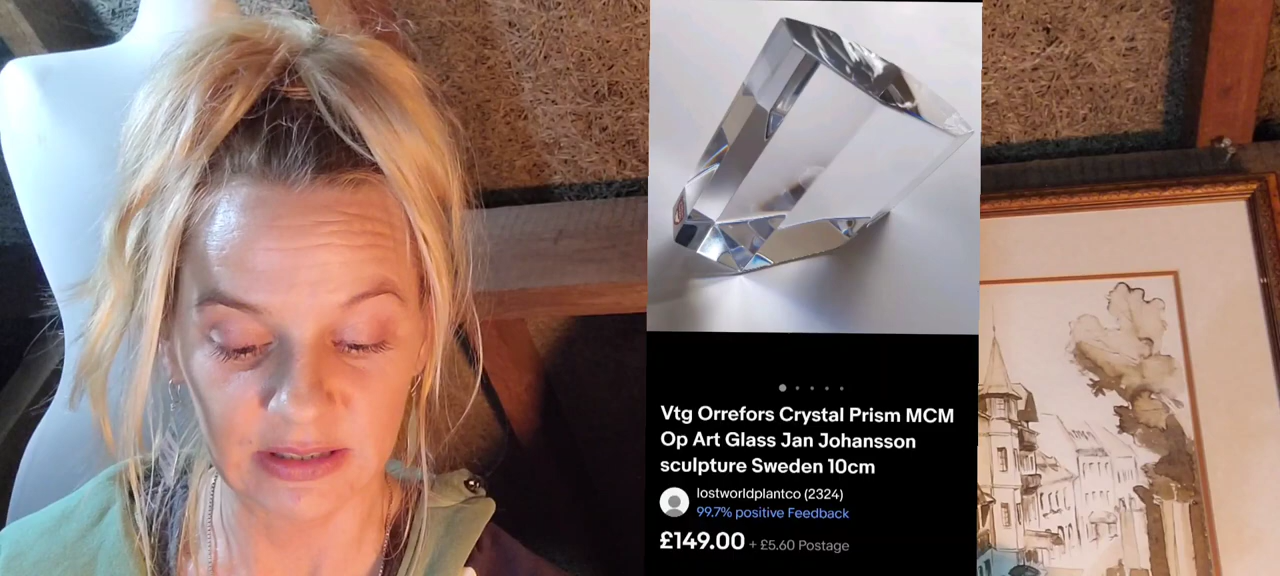 Vtg Orrefors Crystal Prism MCM
Op Art Glass Jan Johansson
sculpture Sweden 10cm
lostworldplantco (2324)
99.7% positive Feedback
£149.00 + £5.60 Postage